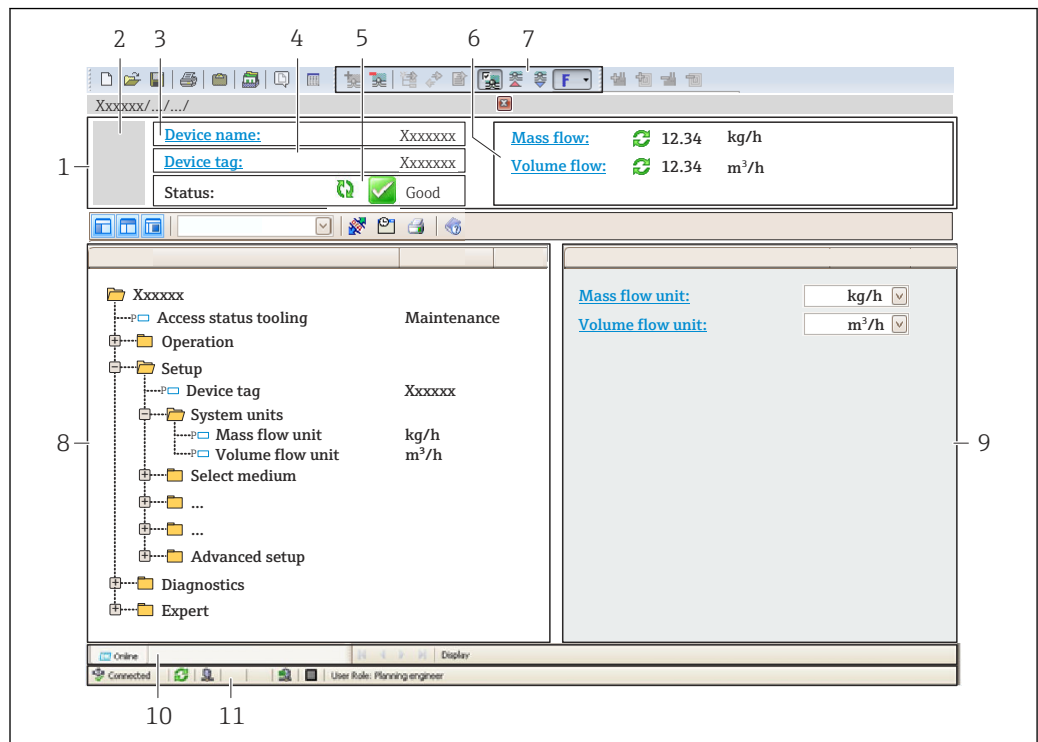 2 3 4 5 6 7
F
Xxxxxx/.../.../
Device name: Xxxxxxx
Device tag: Xxxxxxx
Status: Good
Mass flow: 12.34 kg/h
Volume flow: 12.34 m³/h
1
Xxxxxx
Access status tooling Maintenance
Operation
Setup
Device tag Xxxxxx
System units
Mass flow unit kg/h
Volume flow unit m³/h
Select medium
...
...
Advanced setup
Diagnostics
Expert
Mass flow unit: kg/h
Volume flow unit: m³/h
8
9
Online Display
Connected User Role: Planning engineer
10 11